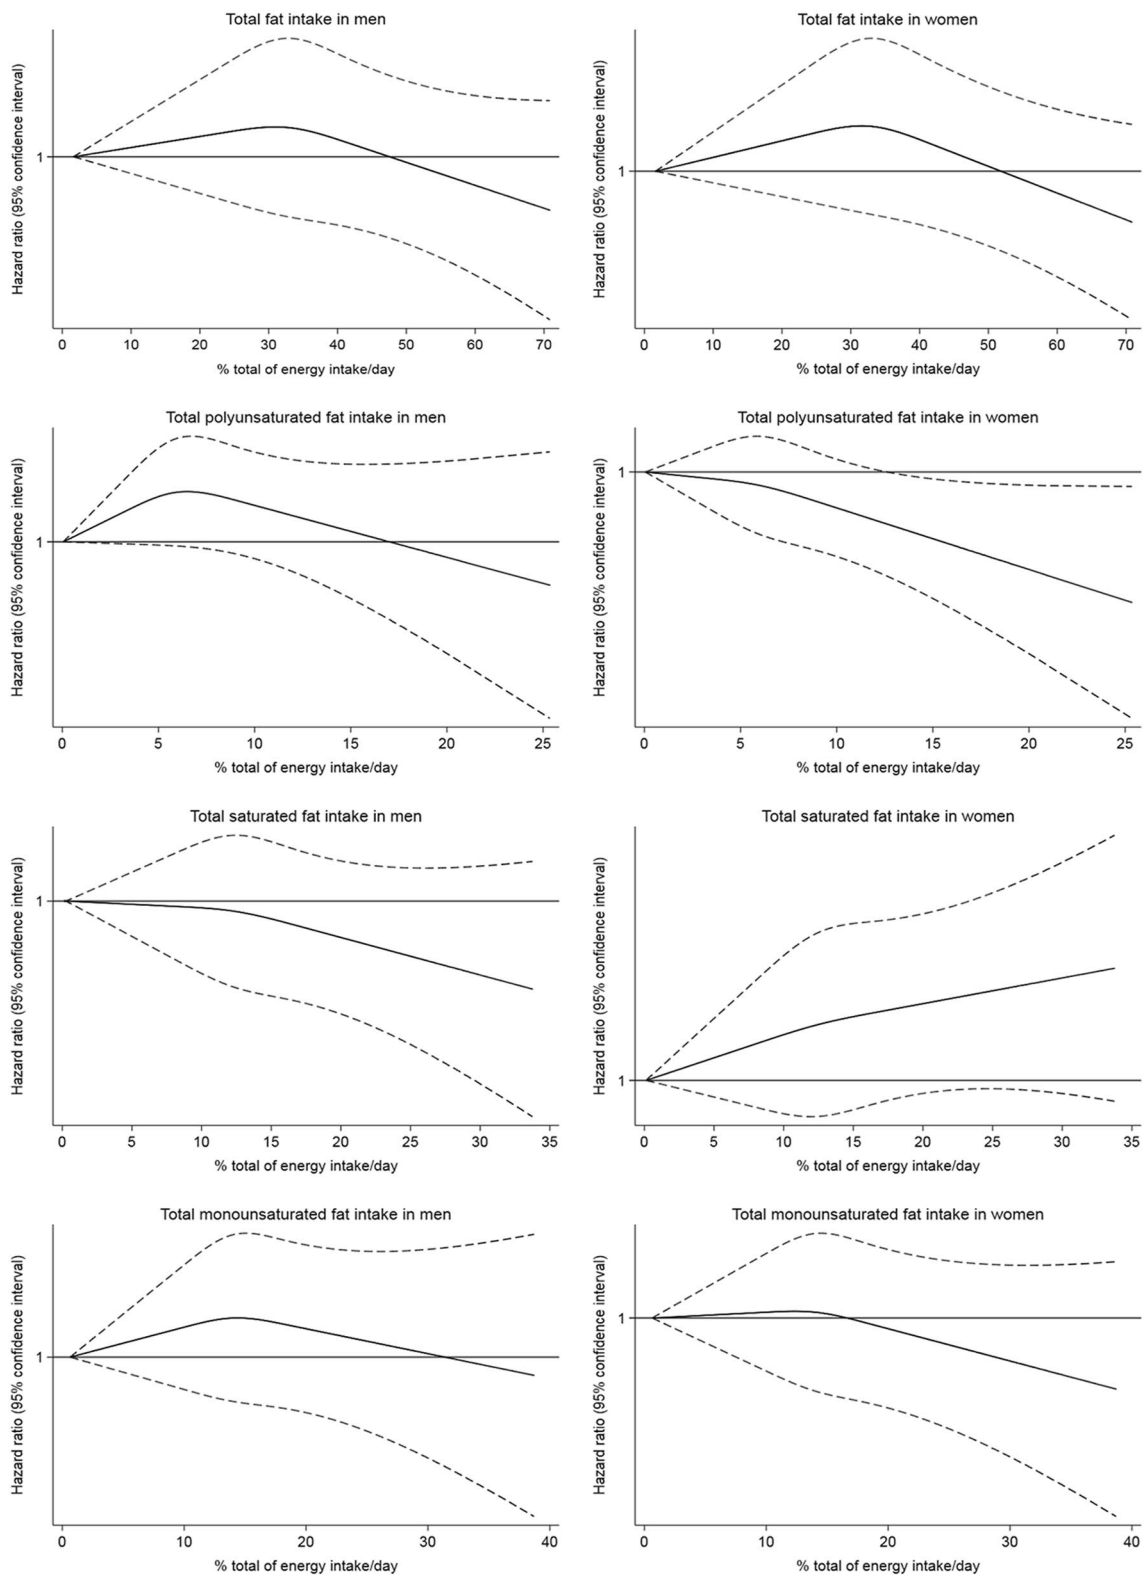 Total fat intake in men
Hazard ratio (95% confidence interval)
1
0 10 20 30 40 50 60 70
% total of energy intake/day
Total fat intake in women
Hazard ratio (95% confidence interval)
1
0 10 20 30 40 50 60 70
% total of energy intake/day
Total polyunsaturated fat intake in men
Hazard ratio (95% confidence interval)
1
0 5 10 15 20 25
% total of energy intake/day
Total polyunsaturated fat intake in women
Hazard ratio (95% confidence interval)
1
0 5 10 15 20 25
% total of energy intake/day
Total saturated fat intake in men
Hazard ratio (95% confidence interval)
1
0 5 10 15 20 25 30 35
% total of energy intake/day
Total saturated fat intake in women
Hazard ratio (95% confidence interval)
1
0 5 10 15 20 25 30 35
% total of energy intake/day
Total monounsaturated fat intake in men
Hazard ratio (95% confidence interval)
1
0 10 20 30 40
% total of energy intake/day
Total monounsaturated fat intake in women
Hazard ratio (95% confidence interval)
1
0 10 20 30 40
% total of energy intake/day